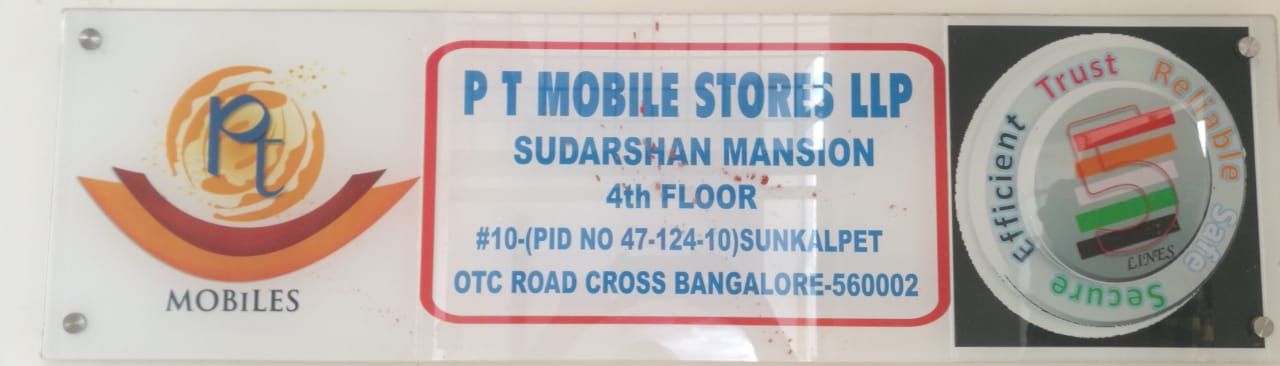 Pt
MOBiLES
P T MOBILE STORES LLP
SUDARSHAN MANSION
4th FLOOR
#10-(PID NO 47-124-10)SUNKALPET
OTC ROAD CROSS BANGALORE-560002
Efficient Trust Reliable Safe Secure
5
LINES